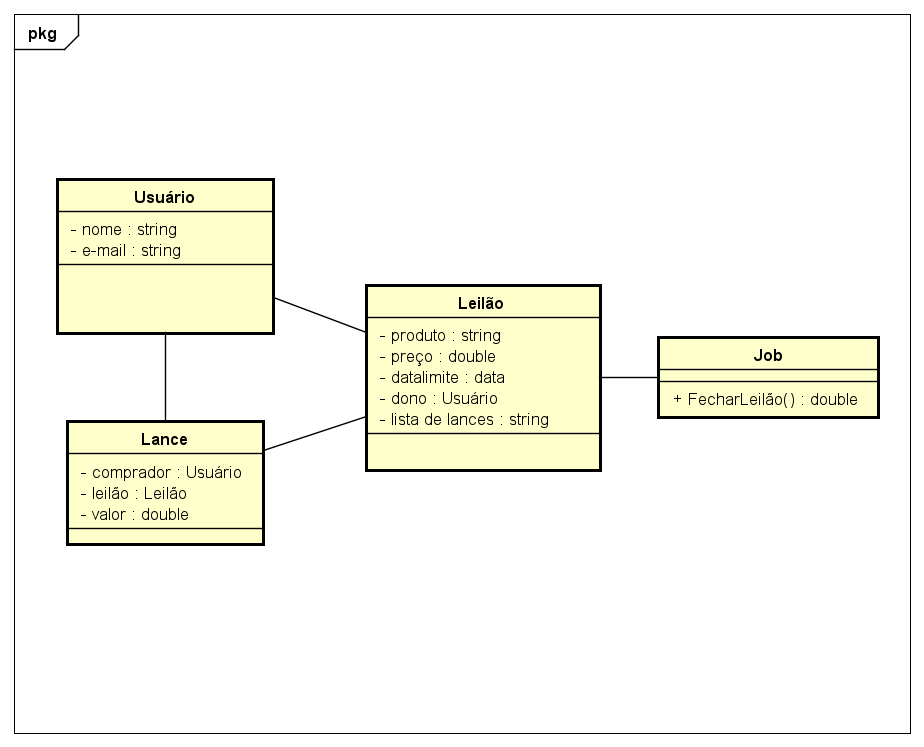 pkg
Usuário
- nome : string
- e-mail : string
Leilão
- produto : string
- preço : double
- datalimite : data
- dono : Usuário
- lista de lances : string
Job
+ FecharLeilão() : double
Lance
- comprador : Usuário
- leilão : Leilão
- valor : double